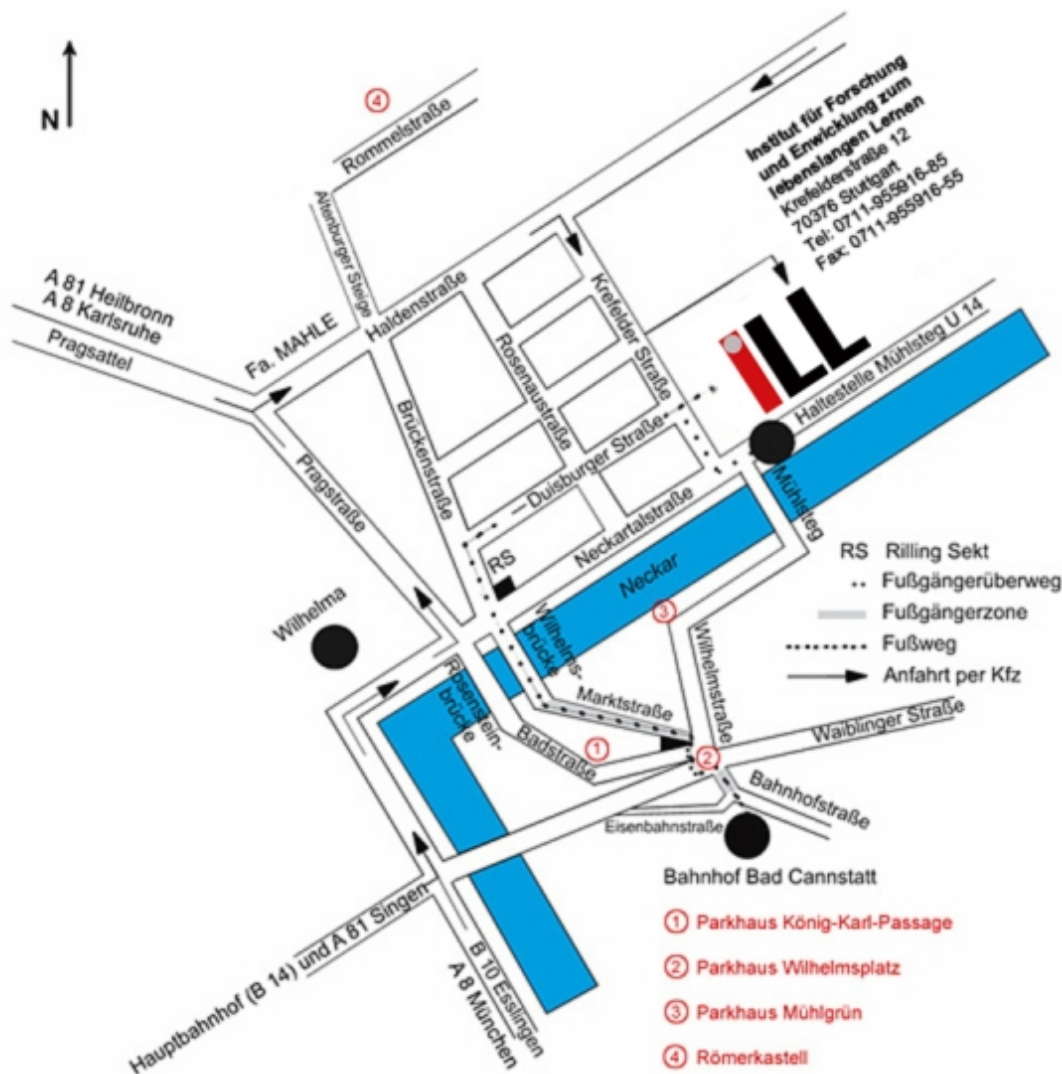 N
4
Rommelstraße
Altenburger Steige
Institut für Forschung
und Enwicklung zum
lebenslangen Lernen
Krefelderstraße 12
70376 Stuttgart
Tel: 0711-955916-85
Fax: 0711-955916-55
A 81 Heilbronn
A 8 Karlsruhe
Pragsattel
Fa. MAHLE
Haldenstraße
Krefelder Straße
Rosenaustraße
Brückenstraße
Pragstraße
Duisburger Straße
iLL
Haltestelle Mühlsteg U 14
Mühlsteg
Neckartalstraße
RS
Neckar
Wilhelma
Wilhelms-
brücke
Rosenstein-
brücke
3
Wilhelmstraße
Marktstraße
Badstraße
1
2
Waiblinger Straße
Bahnhofstraße
Eisenbahnstraße
RS Rilling Sekt
Fußgängerüberweg
Fußgängerzone
Fußweg
Anfahrt per Kfz
Bahnhof Bad Cannstatt
1 Parkhaus König-Karl-Passage
2 Parkhaus Wilhelmsplatz
3 Parkhaus Mühlgrün
4 Römerkastell
Hauptbahnhof (B 14) und A 81 Singen
B 10 Esslingen
A 8 München